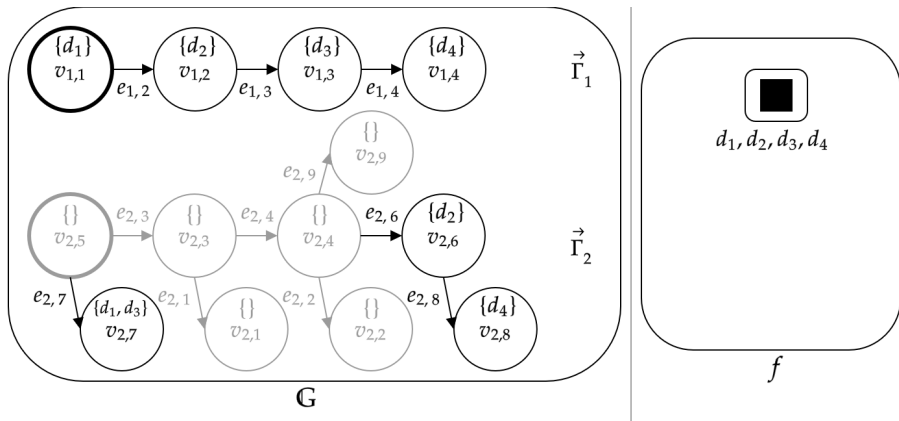 {d₁} {d₂} {d₃} {d₄}
v₁,₁ v₁,₂ v₁,₃ v₁,₄ Γ⃗₁
e₁,₂ e₁,₃ e₁,₄
{}
v₂,₉
e₂,₉
{} {} {} {d₂}
e₂,₃ e₂,₄ e₂,₆
v₂,₅ v₂,₃ v₂,₄ v₂,₆ Γ⃗₂
e₂,₇ e₂,₁ e₂,₂ e₂,₈
{d₁, d₃} {} {} {d₄}
v₂,₇ v₂,₁ v₂,₂ v₂,₈
𝔾
d₁, d₂, d₃, d₄
f